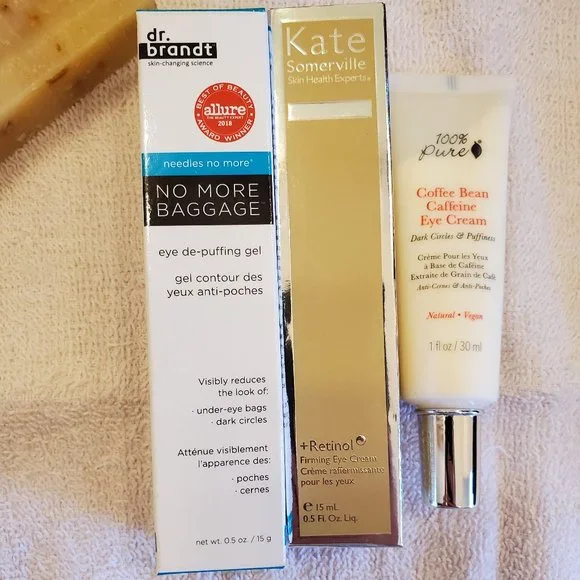 dr.
brandt
skin-changing science
BEST OF BEAUTY
allure
THE BEAUTY EXPERT
2018
AWARD WINNER
needles no more®
NO MORE
BAGGAGE™
eye de-puffing gel
gel contour des
yeux anti-poches
Visibly reduces
the look of:
· under-eye bags
· dark circles
Atténue visiblement
l'apparence des:
· poches
· cernes
net wt. 0.5 oz. / 15 g
Kate
Somerville
Skin Health Experts®
+Retinol
Firming Eye Cream
Crème raffermissante
pour les yeux
e 15 mL
0.5 Fl. Oz. Liq.
100%
Pure
Coffee Bean
Caffeine
Eye Cream
Dark Circles & Puffiness
Crème Pour les Yeux
à Base de Caféine
Extraite de Grain de Café
Anti-Cernes & Anti-Poches
Natural • Vegan
1 fl oz / 30 ml